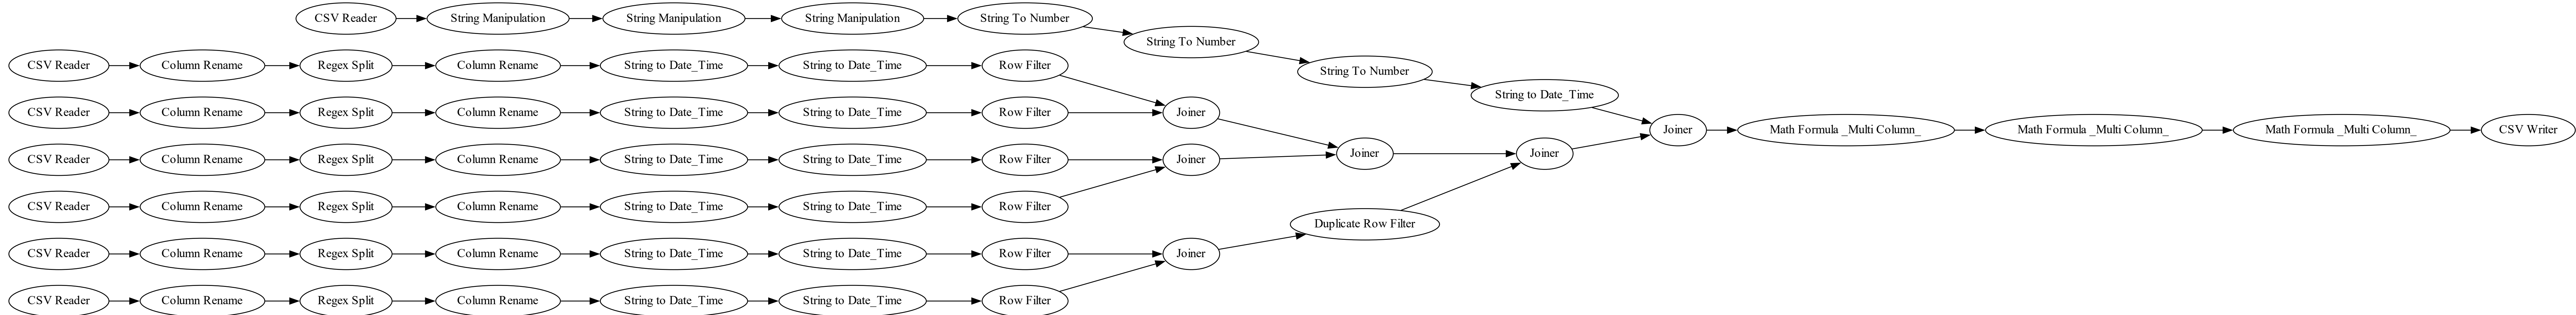 CSV Reader String Manipulation String Manipulation String Manipulation String To Number
String To Number
CSV Reader Column Rename Regex Split Column Rename String to Date_Time String to Date_Time Row Filter
String To Number
String to Date_Time
CSV Reader Column Rename Regex Split Column Rename String to Date_Time String to Date_Time Row Filter Joiner
Joiner Math Formula _Multi Column_ Math Formula _Multi Column_ Math Formula _Multi Column_ CSV Writer
Joiner Joiner
CSV Reader Column Rename Regex Split Column Rename String to Date_Time String to Date_Time Row Filter Joiner
CSV Reader Column Rename Regex Split Column Rename String to Date_Time String to Date_Time Row Filter
Duplicate Row Filter
CSV Reader Column Rename Regex Split Column Rename String to Date_Time String to Date_Time Row Filter Joiner
CSV Reader Column Rename Regex Split Column Rename String to Date_Time String to Date_Time Row Filter